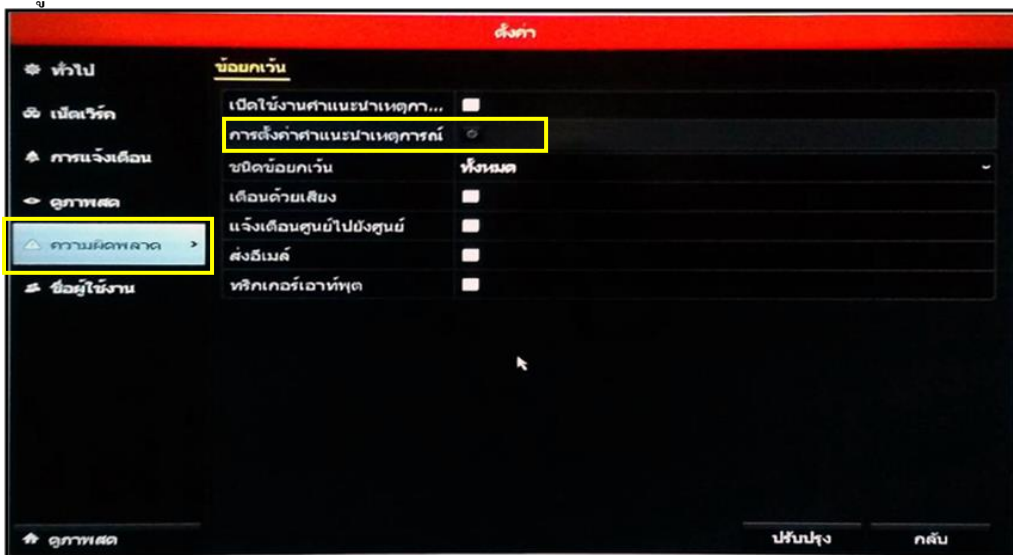 ตั้งค่า
ทั่วไป
เน็ตเวิร์ค
การแจ้งเตือน
ดูภาพสด
ความผิดพลาด >
ชื่อผู้ใช้งาน
ดูภาพสด
ข้อยกเว้น
เปิดใช้งานคำแนะนำเหตุกา...
การตั้งค่าคำแนะนำเหตุการณ์
ชนิดข้อยกเว้น ทั้งหมด
เตือนด้วยเสียง
แจ้งเตือนศูนย์ไปยังศูนย์
ส่งอีเมล์
ทริกเกอร์เอาท์พุต
ปรับปรุง
กลับ